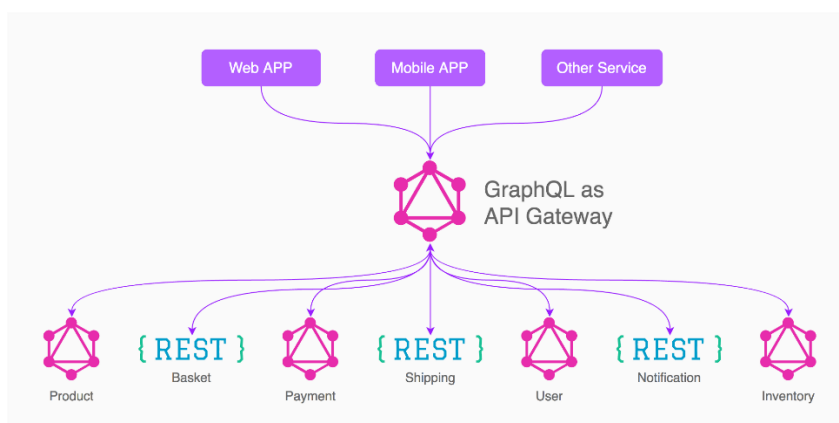 Web APP
Mobile APP
Other Service
GraphQL as
API Gateway
{ REST }
{ REST }
{ REST }
Product
Basket
Payment
Shipping
User
Notification
Inventory